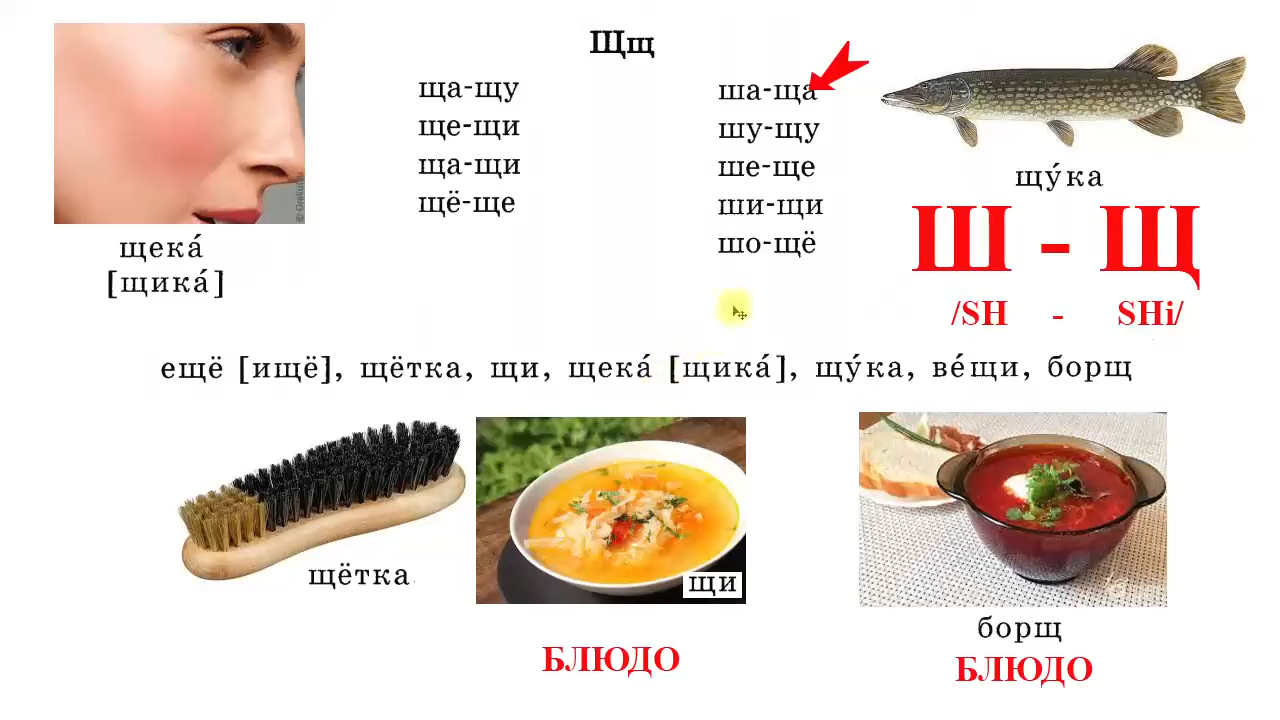 Щщ
ща-щу
ще-щи
ща-щи
щё-ще
ша-ща
шу-щу
ше-ще
ши-щи
шо-щё
щу́ка
Ш - Щ
/SH - SHi/
щека́
[щика́]
ещё [ищё], щётка, щи, щека́ [щика́], щу́ка, ве́щи, борщ
щётка
щи
БЛЮДО
борщ
БЛЮДО